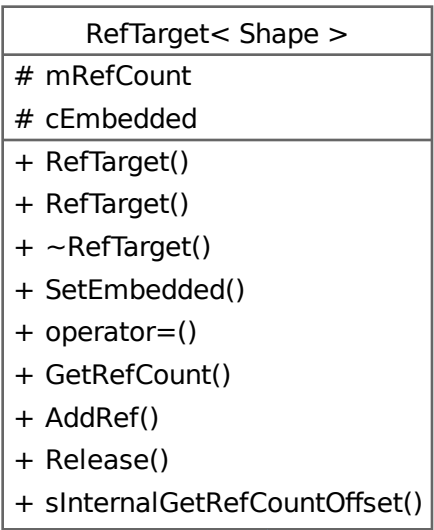 RefTarget< Shape >
# mRefCount
# cEmbedded
+ RefTarget()
+ RefTarget()
+ ~RefTarget()
+ SetEmbedded()
+ operator=()
+ GetRefCount()
+ AddRef()
+ Release()
+ sInternalGetRefCountOffset()